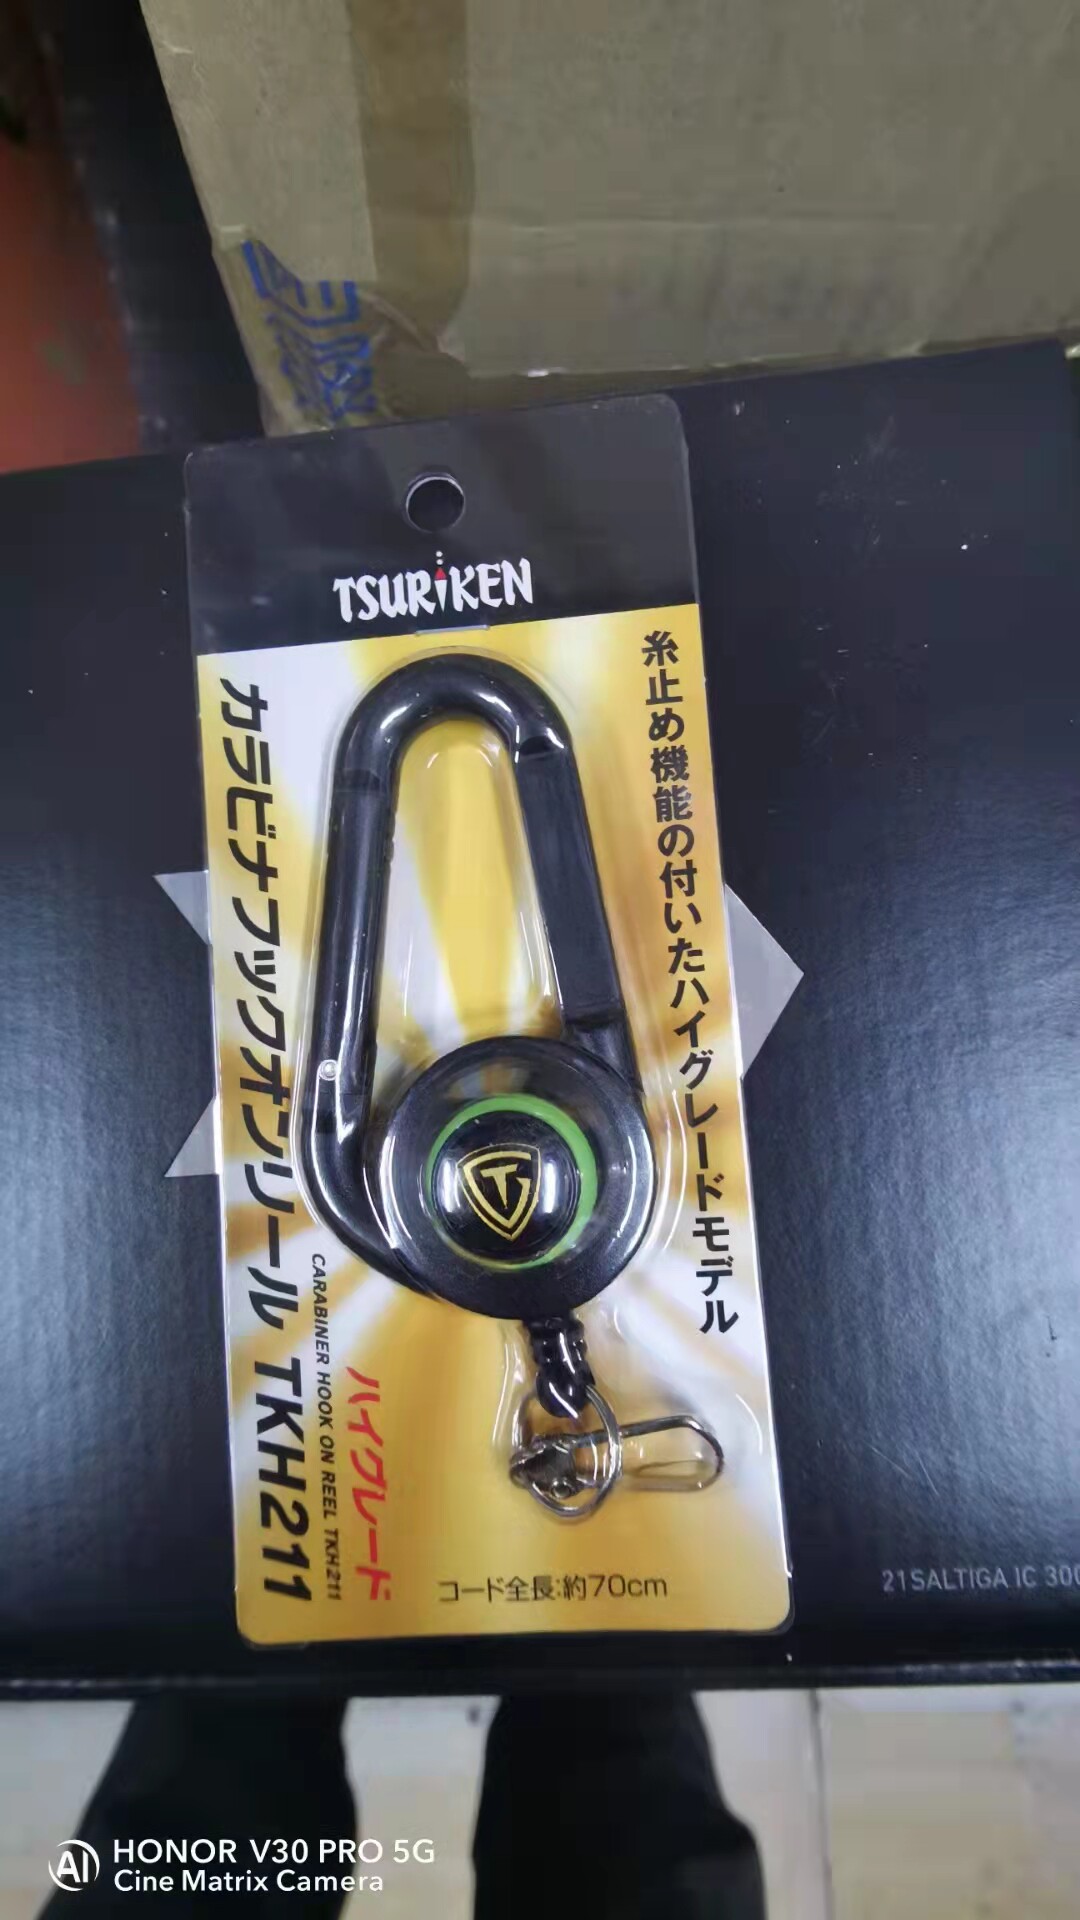 TSURIKEN
糸止め機能の付いたハイグレードモデル
カラビナフックオンリール TKH211
CARABINER HOOK ON REEL TKH211
ハイグレード
コード全長:約70cm
21SALTIGA IC 300
HONOR V30 PRO 5G
Cine Matrix Camera